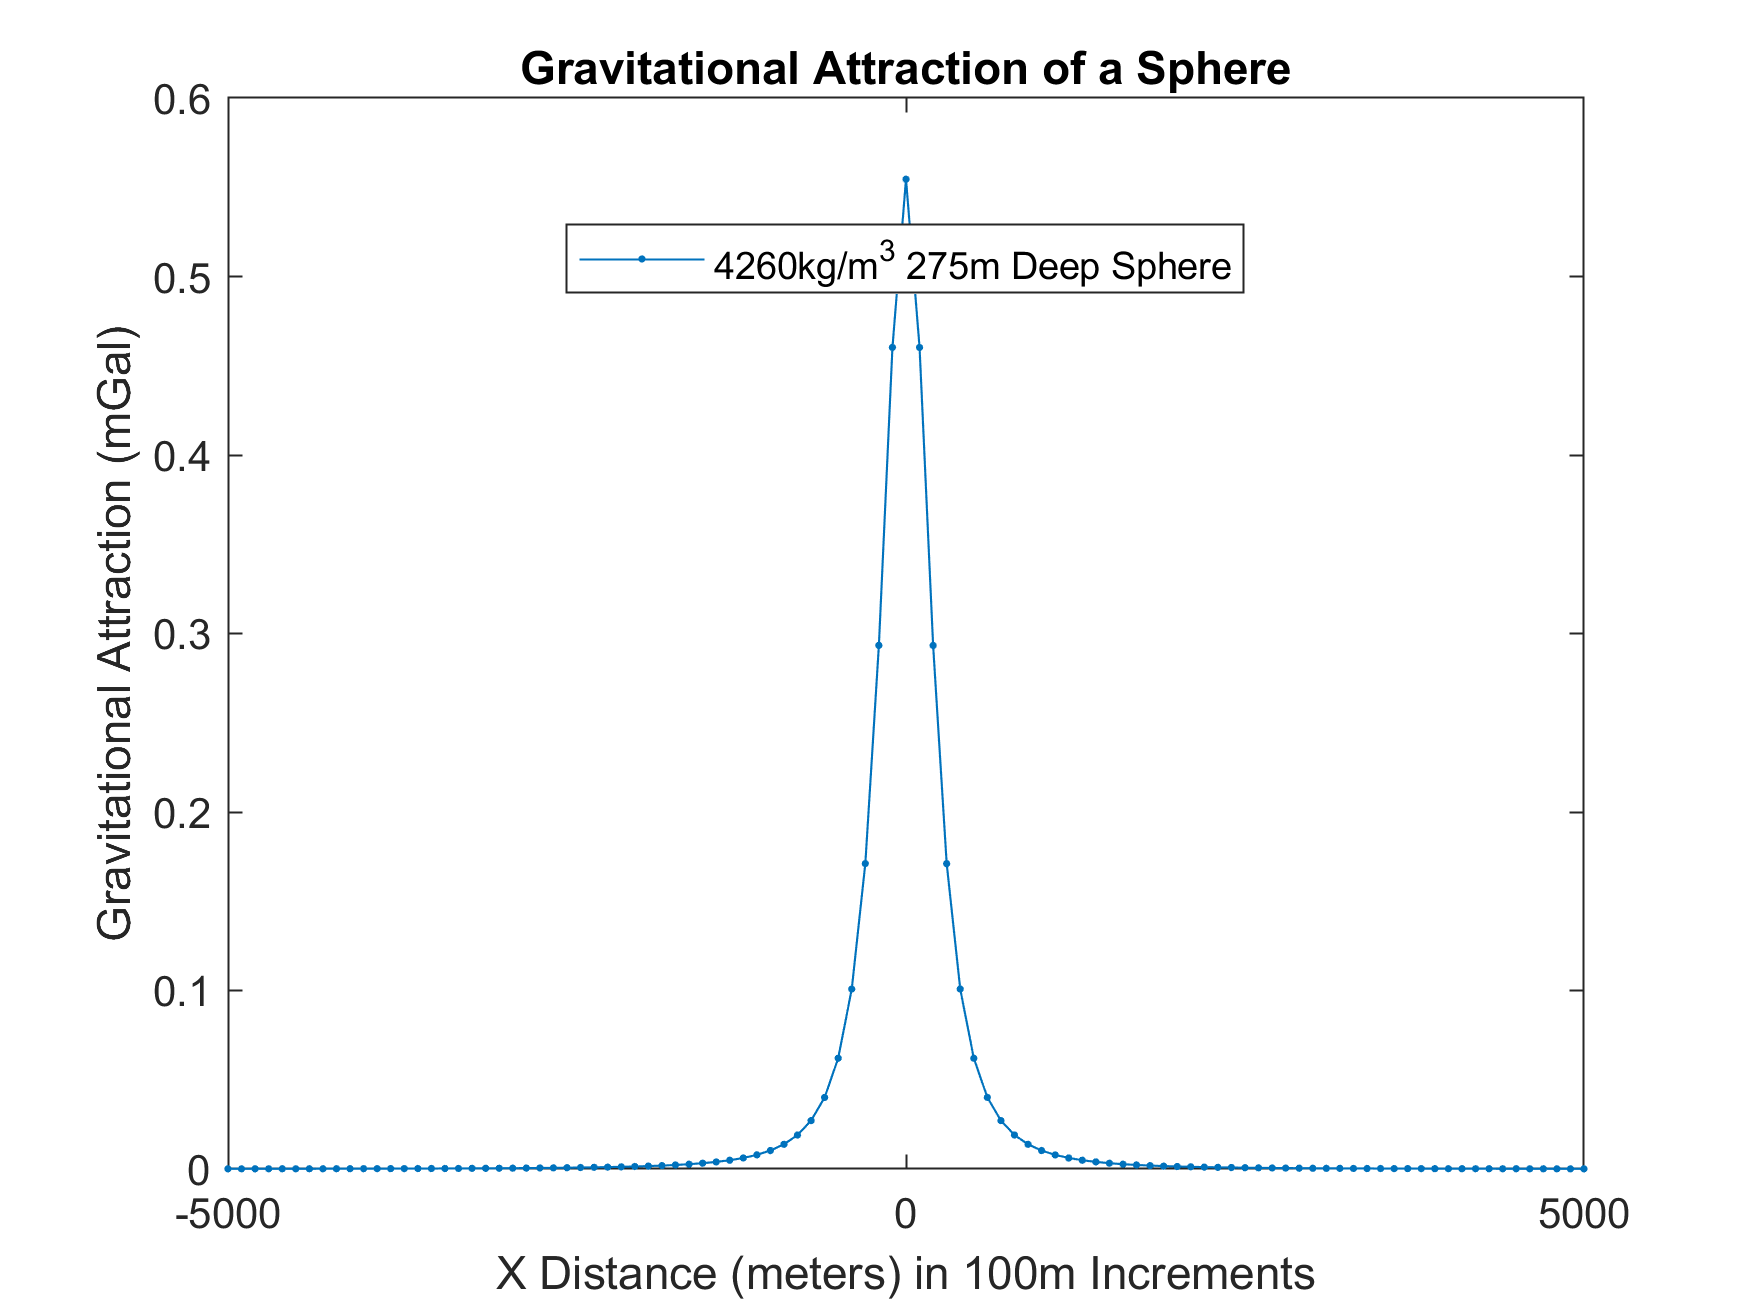 Gravitational Attraction of a Sphere
0.6
0.5
0.4
0.3
0.2
0.1
0
Gravitational Attraction (mGal)
4260kg/m³ 275m Deep Sphere
-5000 0 5000
X Distance (meters) in 100m Increments